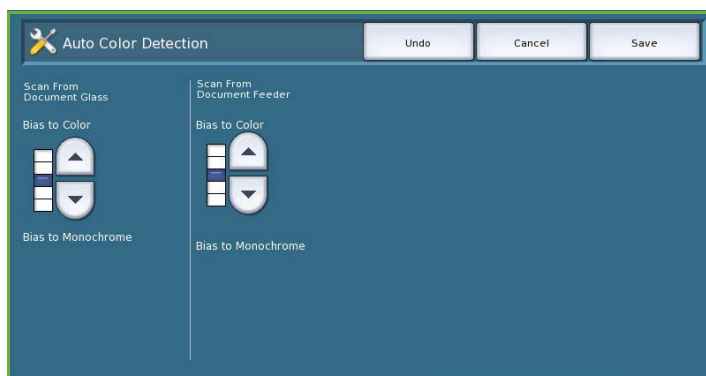 Auto Color Detection
Undo
Cancel
Save
Scan From
Document Glass
Bias to Color
Bias to Monochrome
Scan From
Document Feeder
Bias to Color
Bias to Monochrome